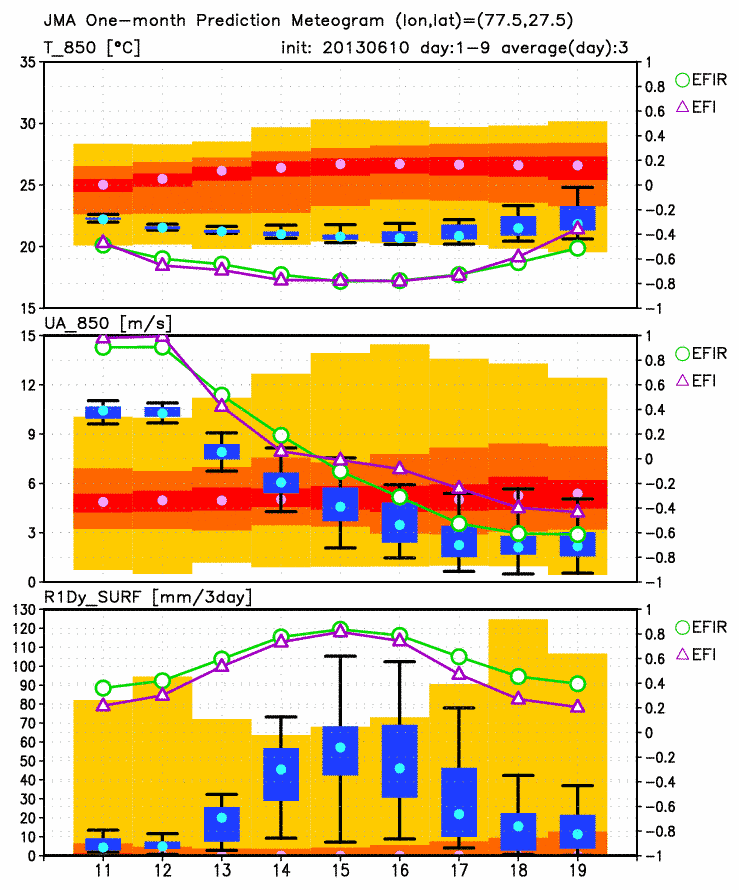 JMA One-month Prediction Meteogram (lon,lat)=(77.5,27.5)
T_850 [°C] init: 20130610 day:1-9 average(day):3
35 1
0.8 EFIR
0.6 EFI
30 0.4
0.2
25 0
-0.2
-0.4
20 -0.6
-0.8
15 -1
UA_850 [m/s]
15 1
0.8 EFIR
0.6 EFI
12 0.4
0.2
9 0
-0.2
6 -0.4
-0.6
3 -0.8
0 -1
R1Dy_SURF [mm/3day]
130 1
120 0.8 EFIR
110 0.6 EFI
100 0.4
90 0.2
80 0
70 -0.2
60 -0.4
50 -0.6
40 -0.8
30 -1
20
10
0
11 12 13 14 15 16 17 18 19